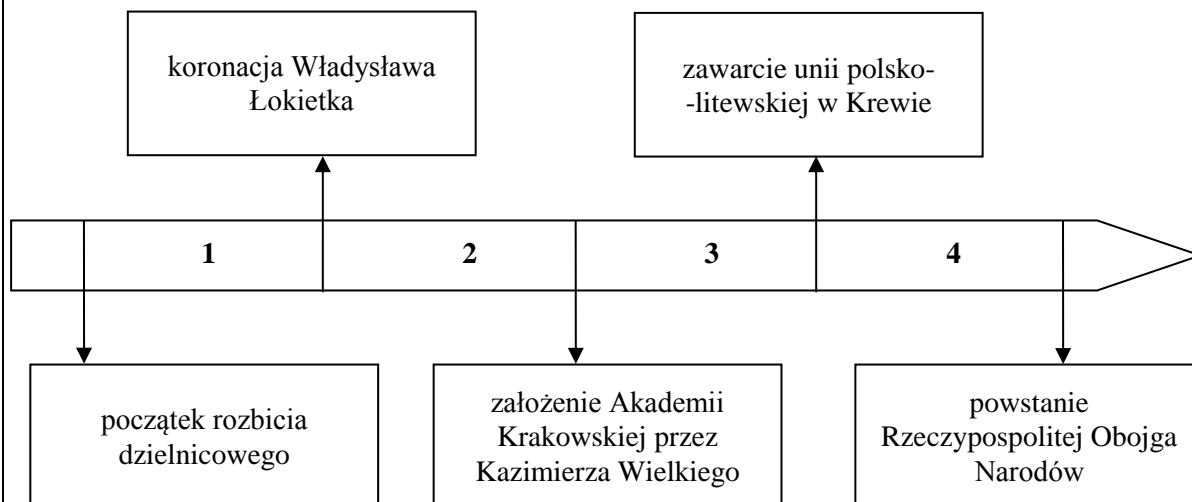 koronacja Władysława
Łokietka
zawarcie unii polsko-
-litewskiej w Krewie
1
2
3
4
początek rozbicia
dzielnicowego
założenie Akademii
Krakowskiej przez
Kazimierza Wielkiego
powstanie
Rzeczypospolitej Obojga
Narodów